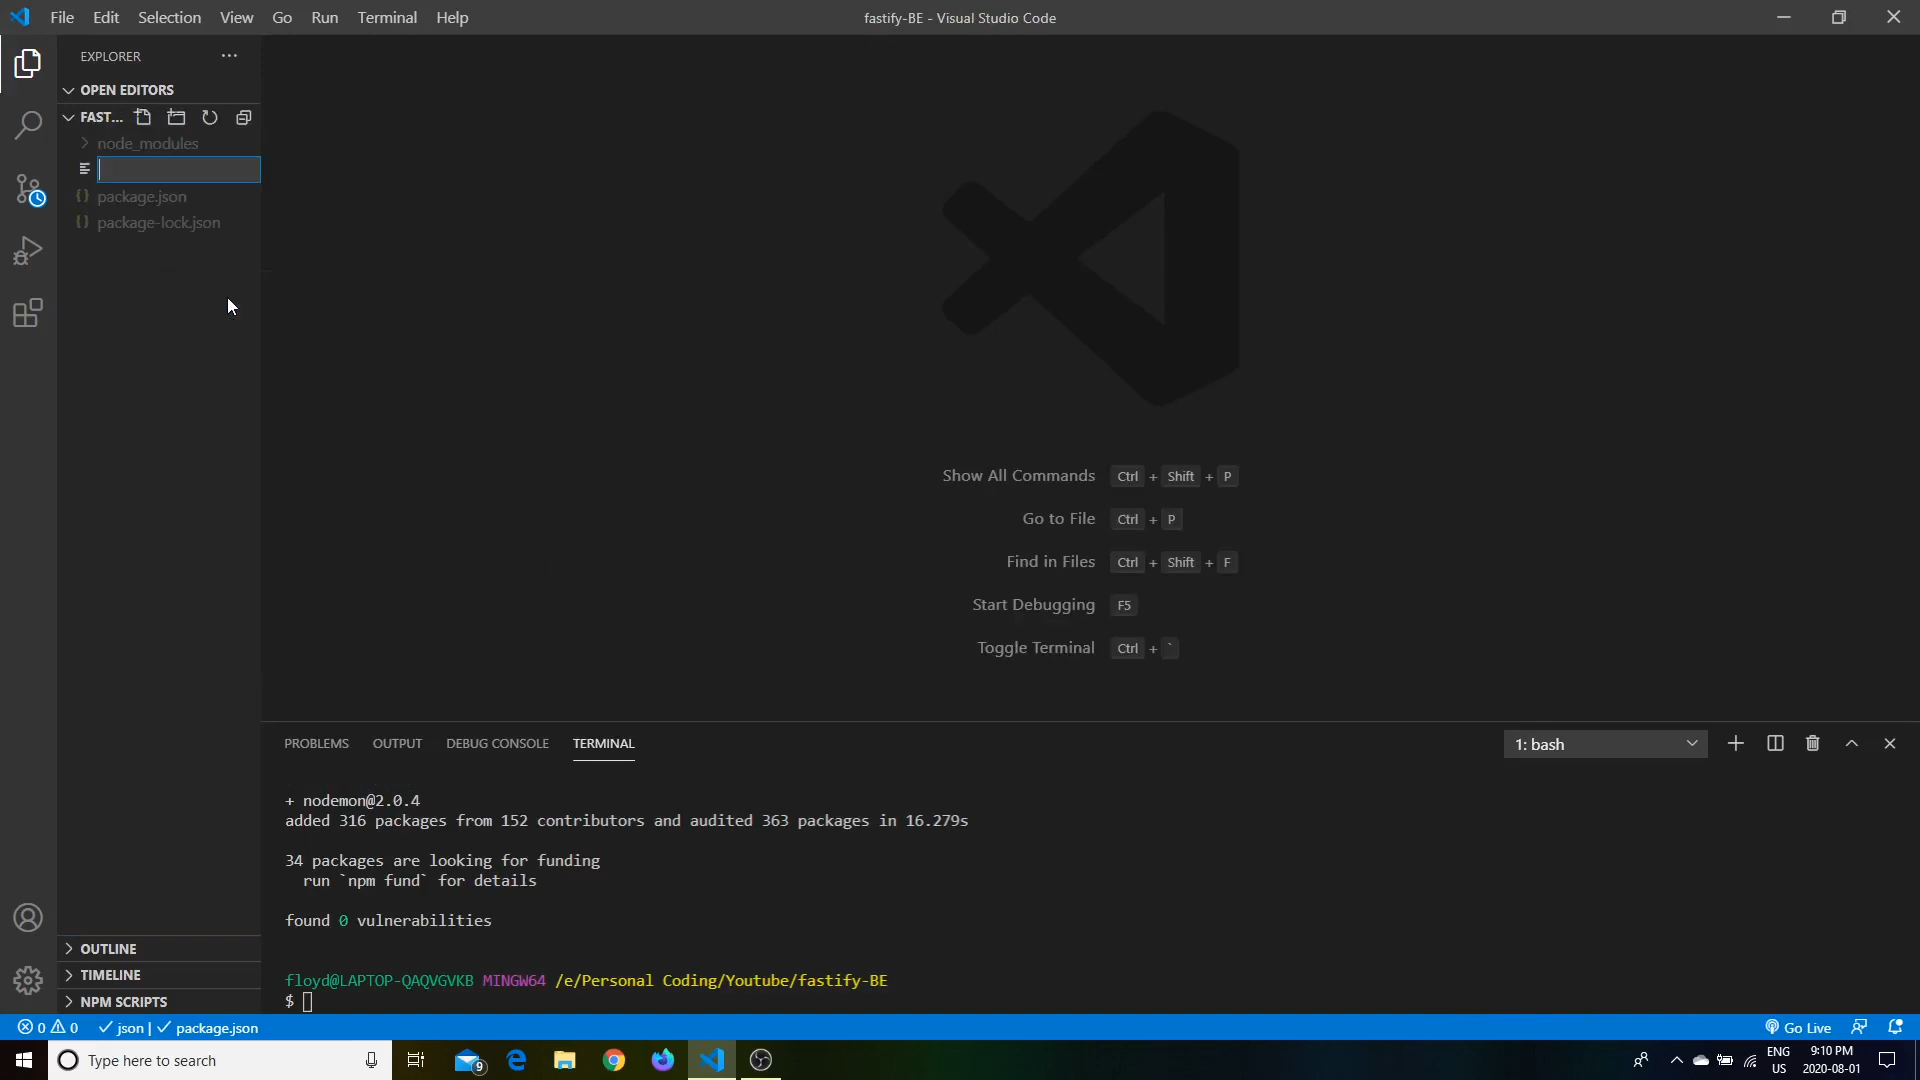 File Edit Selection View Go Run Terminal Help
fastify-BE - Visual Studio Code
EXPLORER
OPEN EDITORS
FAST...
node_modules
package.json
package-lock.json
Show All Commands Ctrl + Shift + P
Go to File Ctrl + P
Find in Files Ctrl + Shift + F
Start Debugging F5
Toggle Terminal Ctrl + `
PROBLEMS OUTPUT DEBUG CONSOLE TERMINAL
1: bash
+ nodemon@2.0.4
added 316 packages from 152 contributors and audited 363 packages in 16.279s
34 packages are looking for funding
run `npm fund` for details
found 0 vulnerabilities
floyd@LAPTOP-QAQVGVKB MINGW64 /e/Personal Coding/Youtube/fastify-BE
$
OUTLINE
TIMELINE
NPM SCRIPTS
0 0 json | package.json
Go Live
Type here to search
9
ENG
US
9:10 PM
2020-08-01